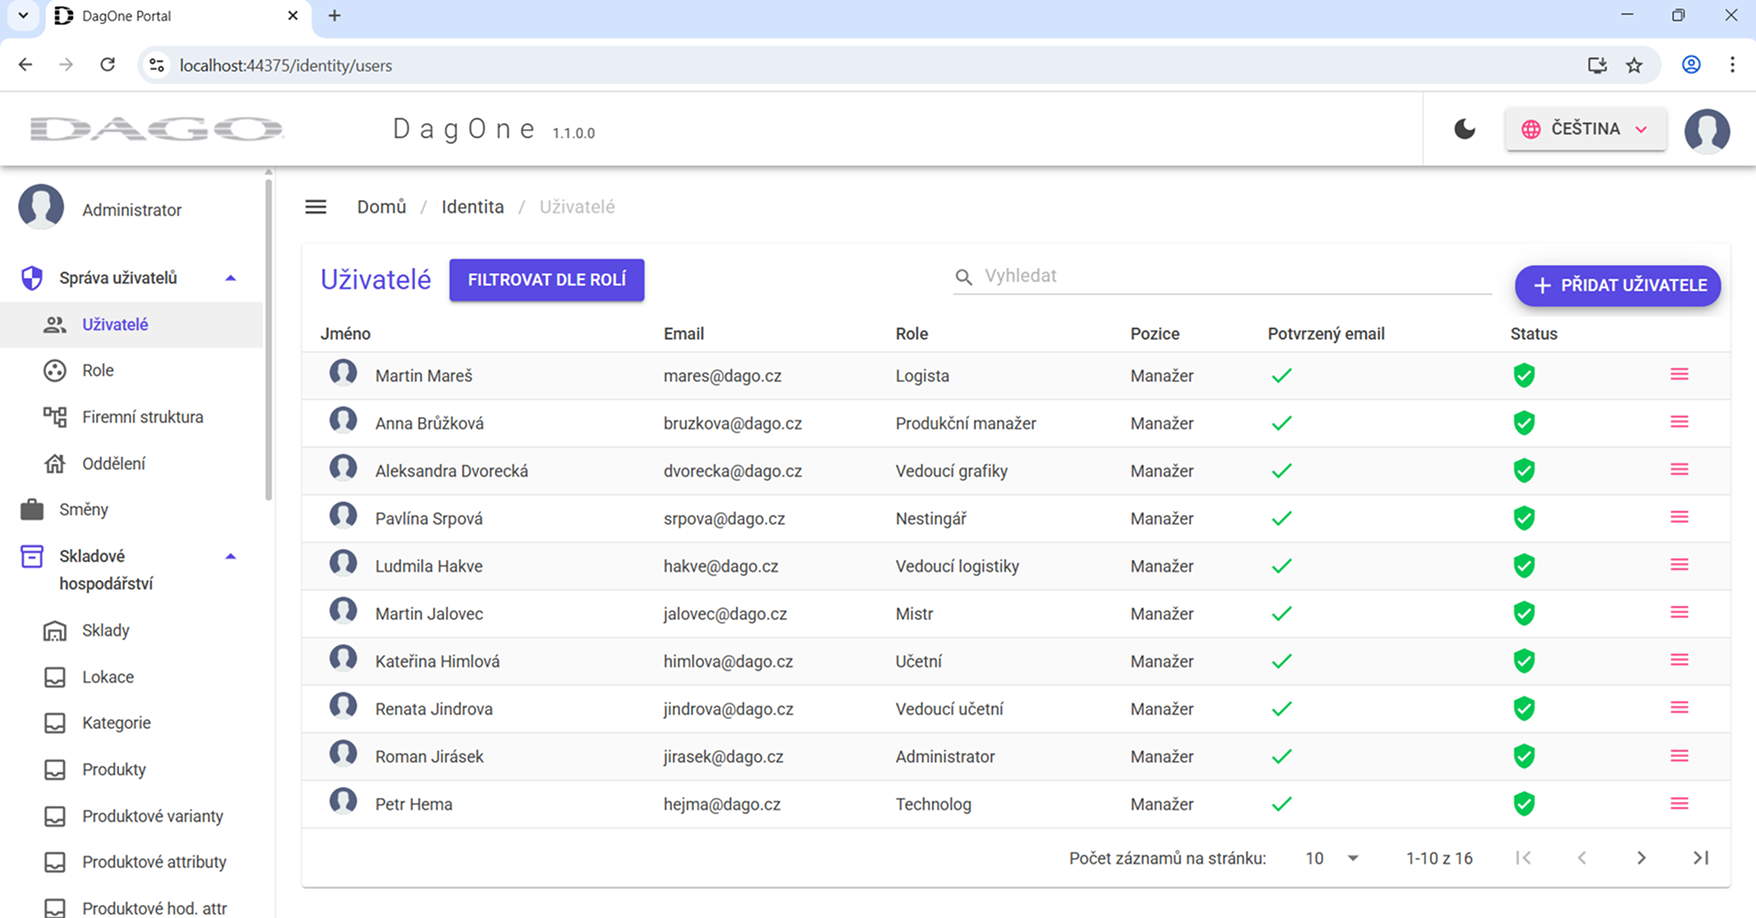 DagOne Portal
localhost:44375/identity/users
DAGO
DagOne 1.1.0.0
ČEŠTINA
Administrator
Správa uživatelů
Uživatelé
Role
Firemní struktura
Oddělení
Směny
Skladové
hospodářství
Sklady
Lokace
Kategorie
Produkty
Produktové varianty
Produktové attributy
Produktové hod. attr
Domů / Identita / Uživatelé
Uživatelé FILTROVAT DLE ROLÍ Vyhledat + PŘIDAT UŽIVATELE
Jméno Email Role Pozice Potvrzený email Status
Martin Mareš mares@dago.cz Logista Manažer
Anna Brůžková bruzkova@dago.cz Produkční manažer Manažer
Aleksandra Dvorecká dvorecka@dago.cz Vedoucí grafiky Manažer
Pavlína Srpová srpova@dago.cz Nestingář Manažer
Ludmila Hakve hakve@dago.cz Vedoucí logistiky Manažer
Martin Jalovec jalovec@dago.cz Mistr Manažer
Kateřina Himlová himlova@dago.cz Účetní Manažer
Renata Jindrova jindrova@dago.cz Vedoucí učetní Manažer
Roman Jirásek jirasek@dago.cz Administrator Manažer
Petr Hema hejma@dago.cz Technolog Manažer
Počet záznamů na stránku: 10 1-10 z 16